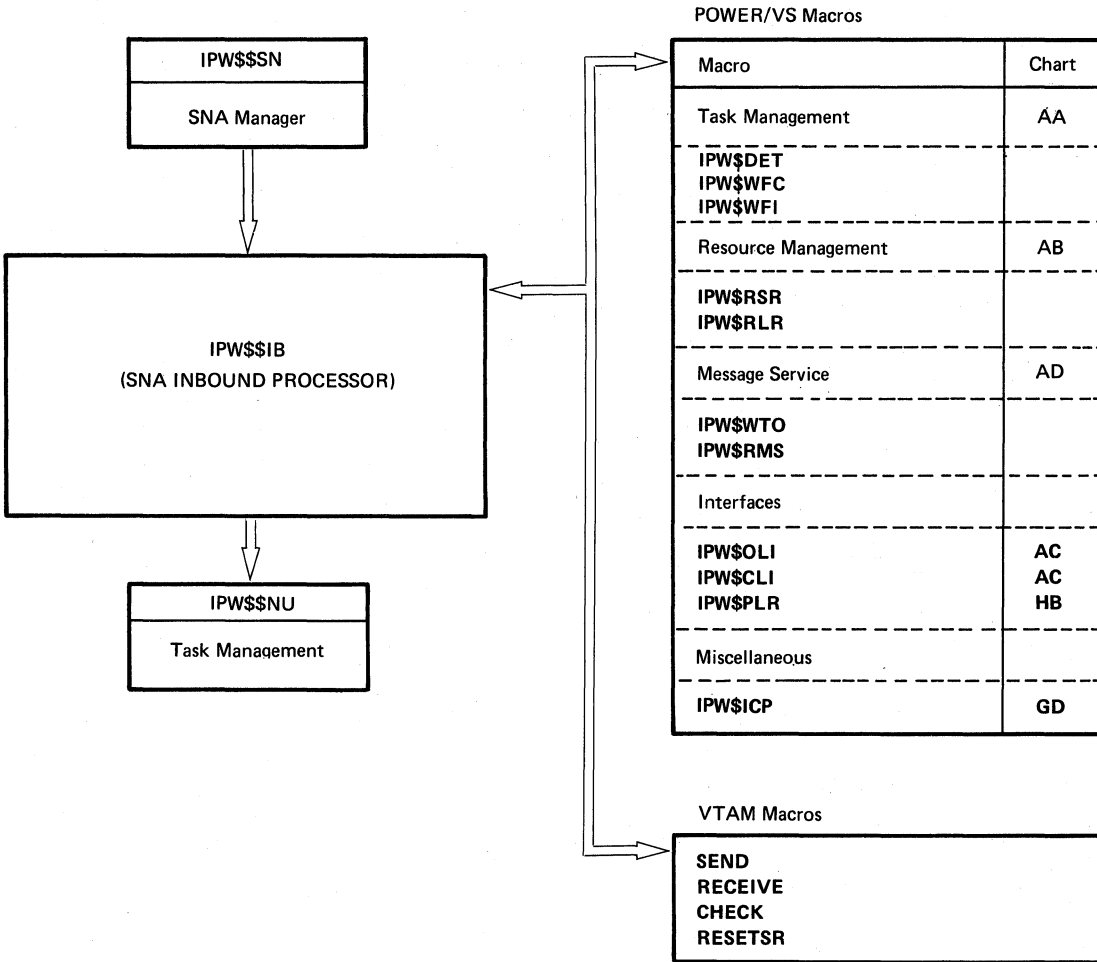 IPW$$SN
SNA Manager
IPW$$IB
(SNA INBOUND PROCESSOR)
IPW$$NU
Task Management
POWER/VS Macros
Macro Chart
Task Management AA
IPW$DET
IPW$WFC
IPW$WFI
Resource Management AB
IPW$RSR
IPW$RLR
Message Service AD
IPW$WTO
IPW$RMS
Interfaces
IPW$OLI AC
IPW$CLI AC
IPW$PLR HB
Miscellaneous
IPW$ICP GD
VTAM Macros
SEND
RECEIVE
CHECK
RESETSR